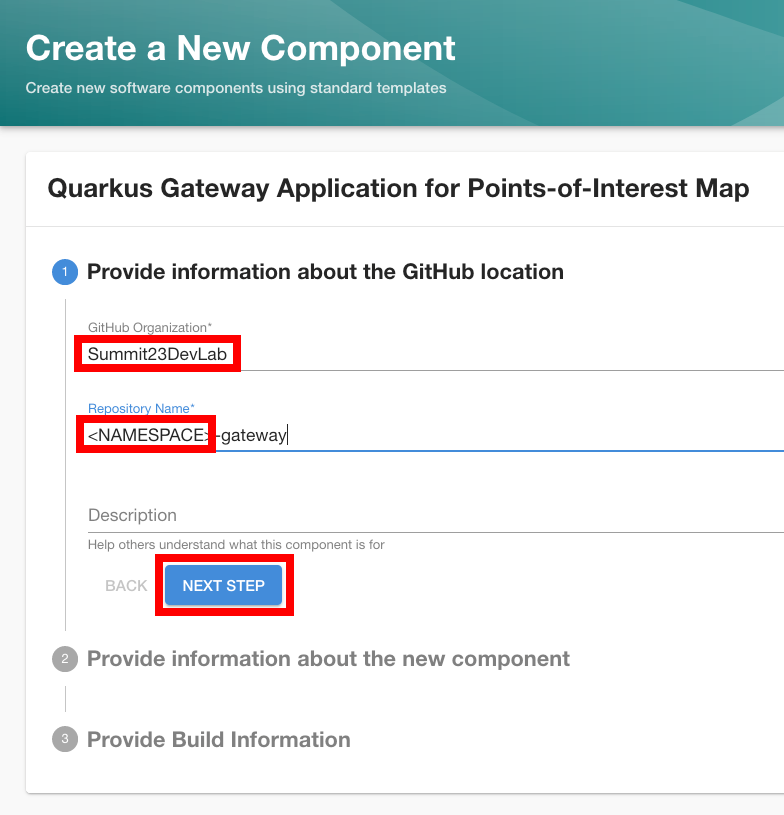 Create a New Component
Create new software components using standard templates
Quarkus Gateway Application for Points-of-Interest Map
1 Provide information about the GitHub location
GitHub Organization*
Summit23DevLab
Repository Name*
<NAMESPACE>-gateway
Description
Help others understand what this component is for
BACK NEXT STEP
2 Provide information about the new component
3 Provide Build Information